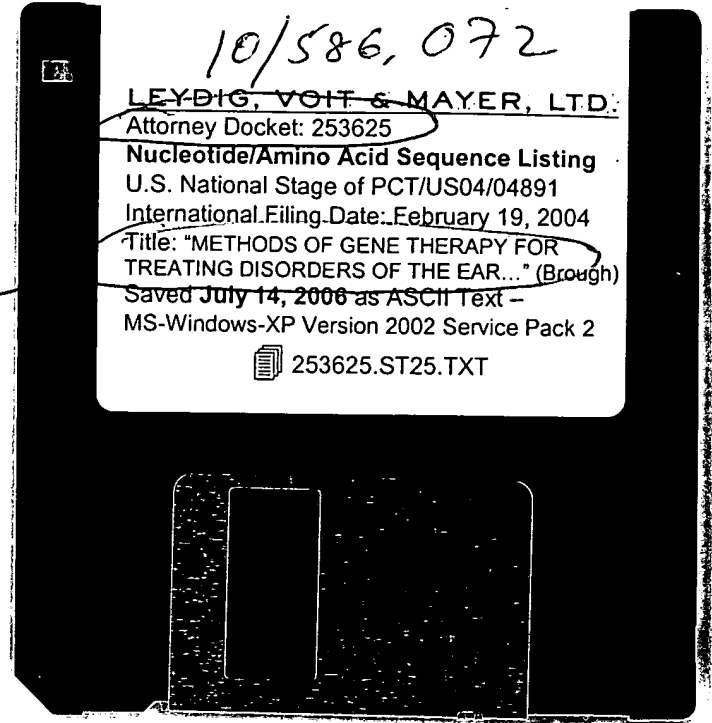 10/586,072
LEYDIG, VOIT & MAYER, LTD.
Attorney Docket: 253625
Nucleotide/Amino Acid Sequence Listing
U.S. National Stage of PCT/US04/04891
International Filing Date: February 19, 2004
Title: "METHODS OF GENE THERAPY FOR
TREATING DISORDERS OF THE EAR..." (Brough)
Saved July 14, 2006 as ASCII Text –
MS-Windows-XP Version 2002 Service Pack 2
253625.ST25.TXT